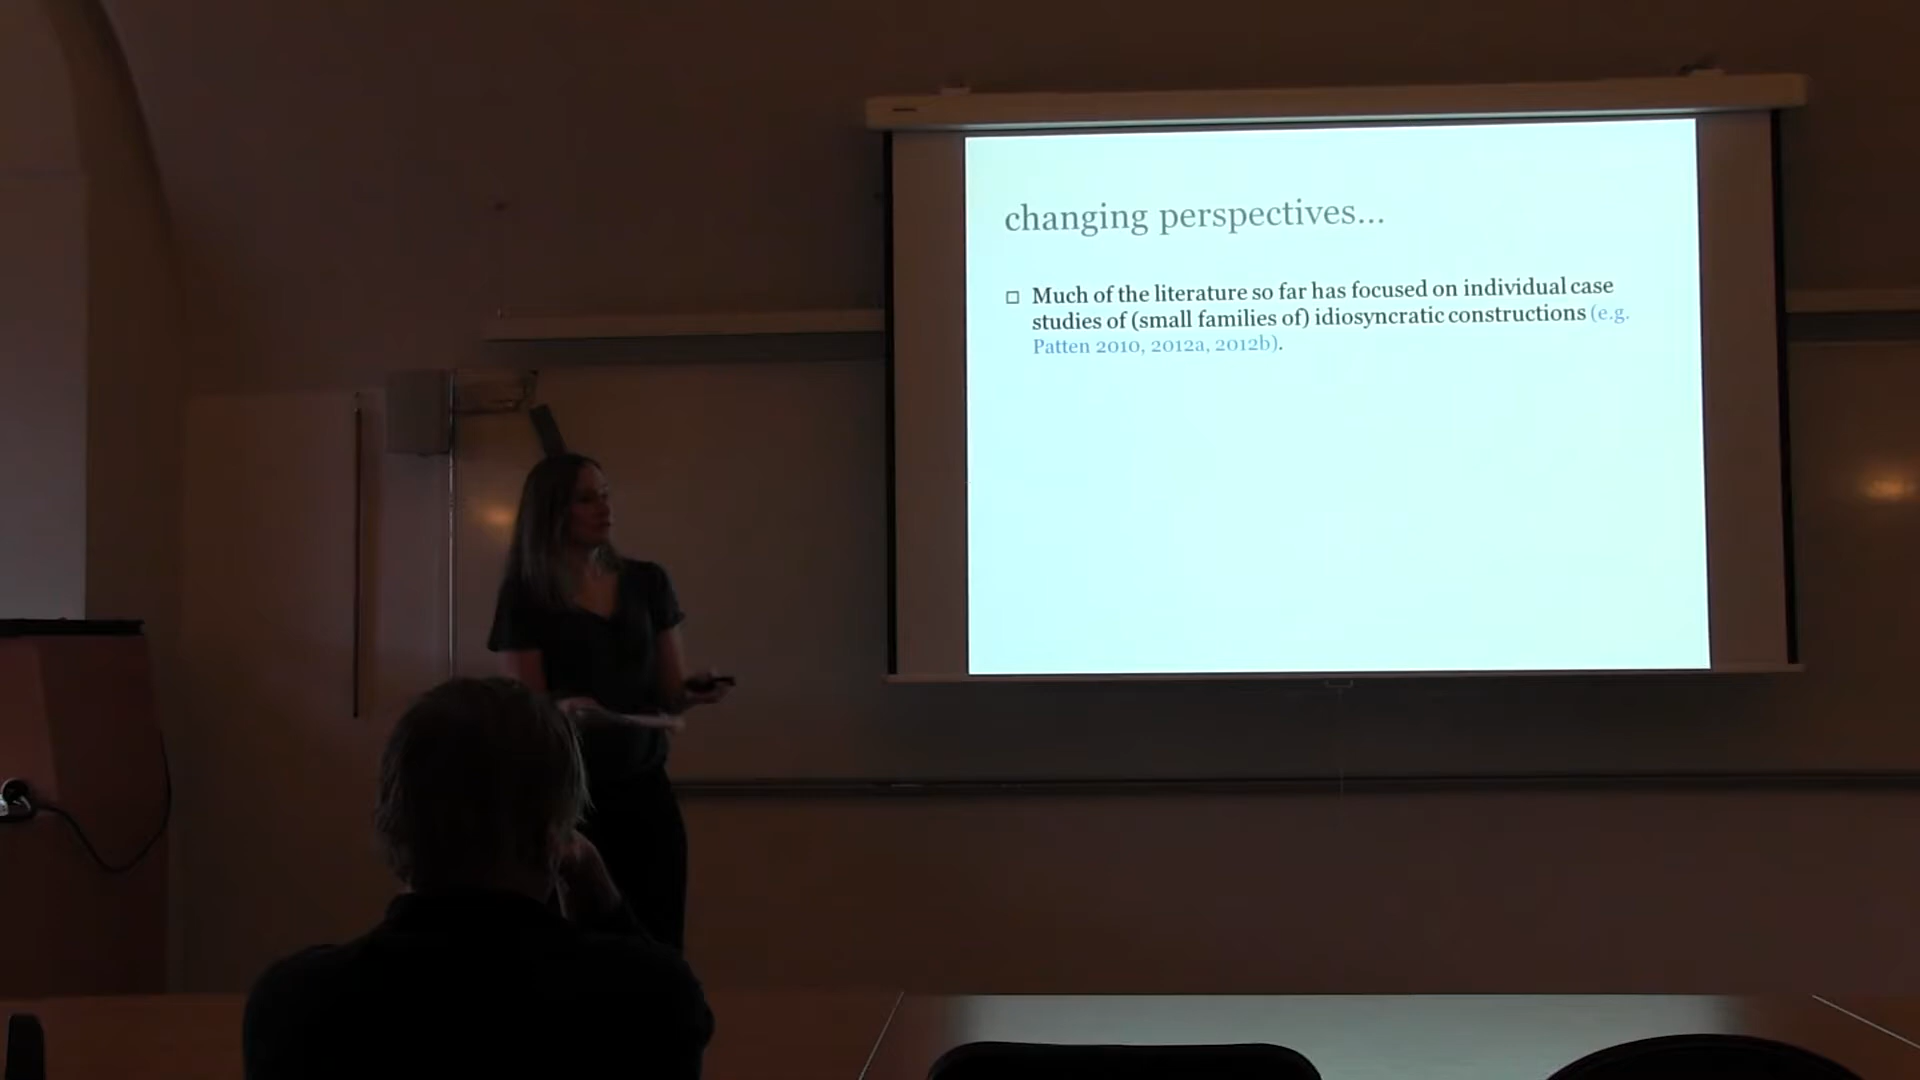 changing perspectives...
Much of the literature so far has focused on individual case
studies of (small families of) idiosyncratic constructions (e.g.
Patten 2010, 2012a, 2012b).